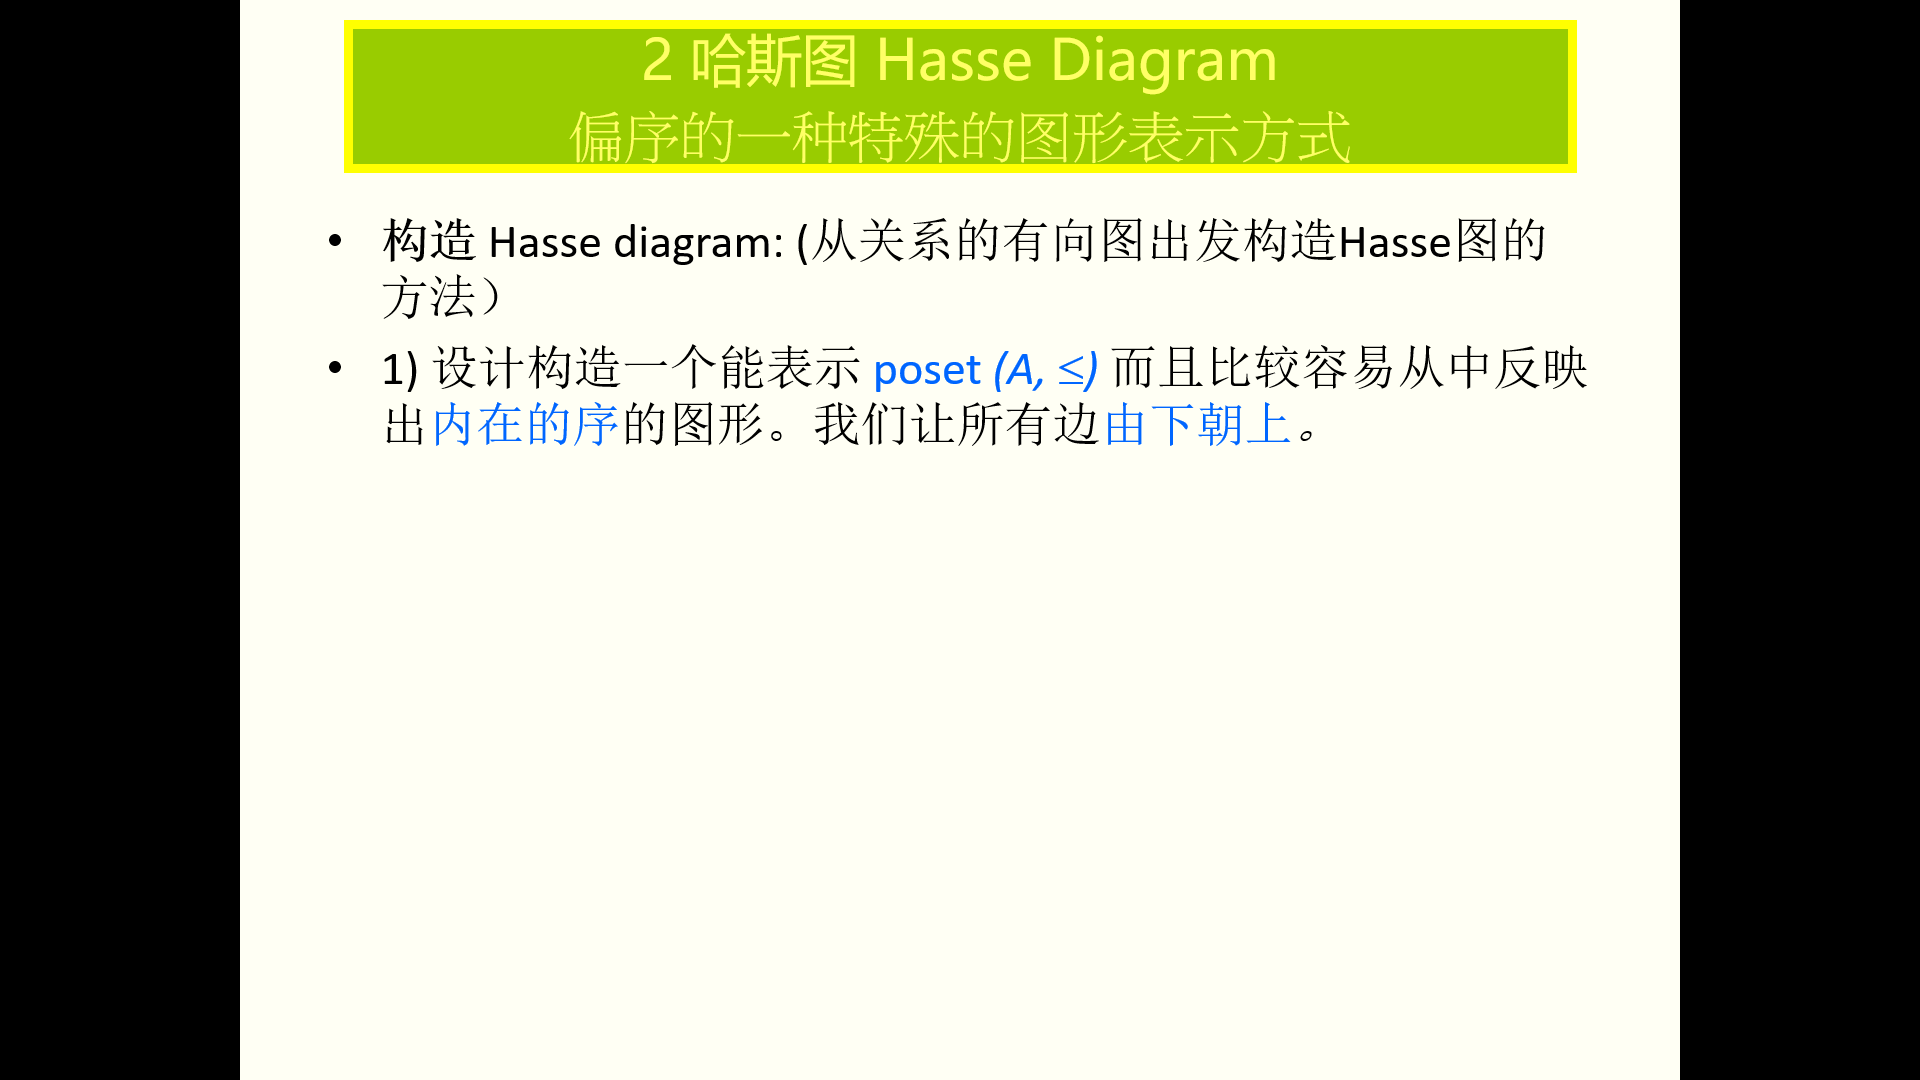 2 哈斯图 Hasse Diagram
偏序的一种特殊的图形表示方式
• 构造 Hasse diagram: (从关系的有向图出发构造Hasse图的
方法）
• 1) 设计构造一个能表示 poset (A, ≤) 而且比较容易从中反映
出内在的序的图形。我们让所有边由下朝上。